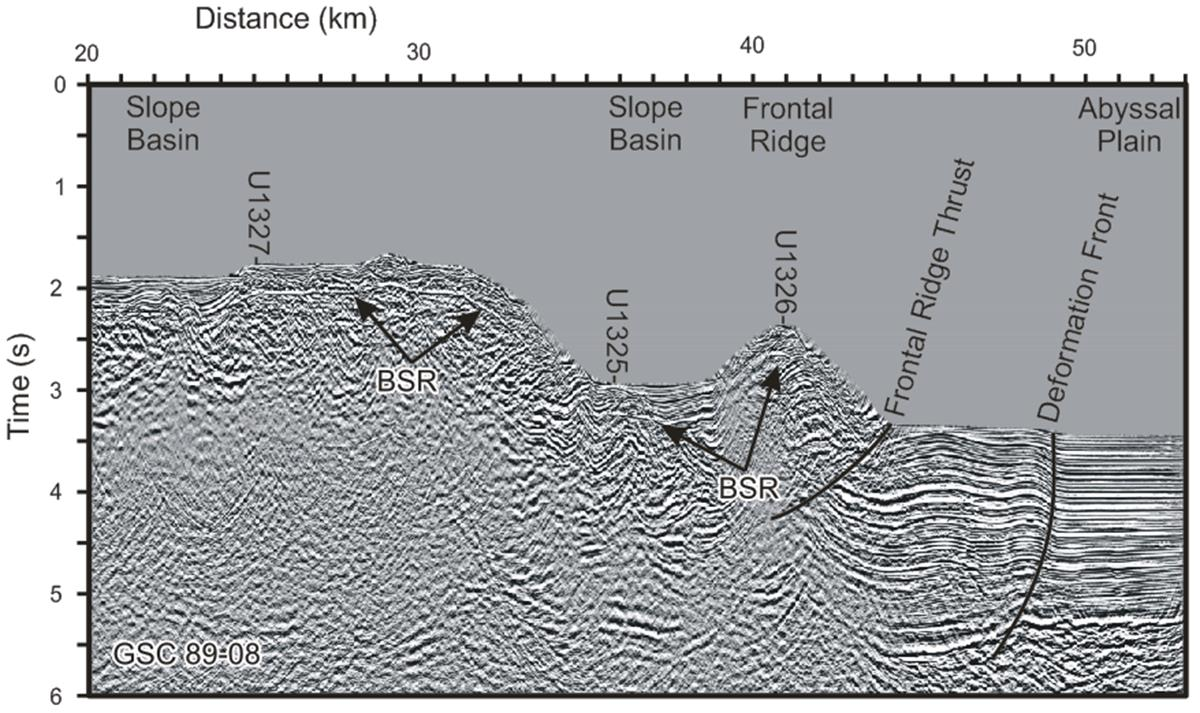 Distance (km)
20 30 40 50
0
Slope Basin
Slope Basin
Frontal Ridge
Abyssal Plain
1
U1327
U1325
U1326
Frontal Ridge Thrust
Deformation Front
2
Time (s)
BSR
3
BSR
4
5
GSC 89-08
6